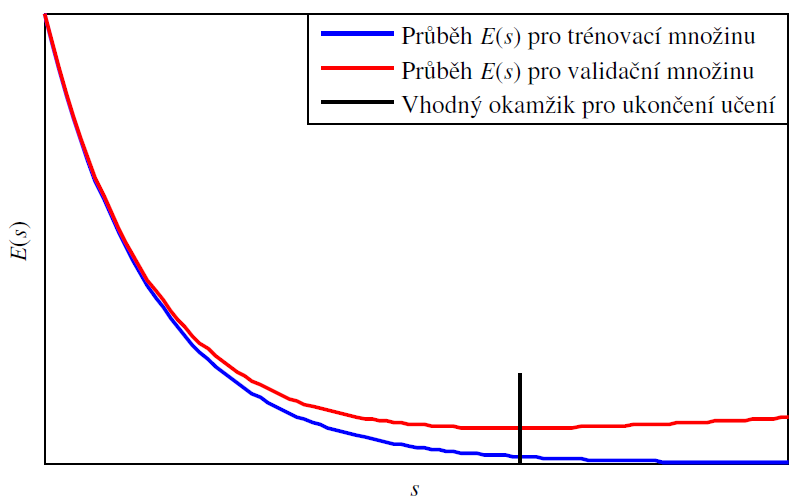 Průběh E(s) pro trénovací množinu
Průběh E(s) pro validační množinu
Vhodný okamžik pro ukončení učení
E(s)
s